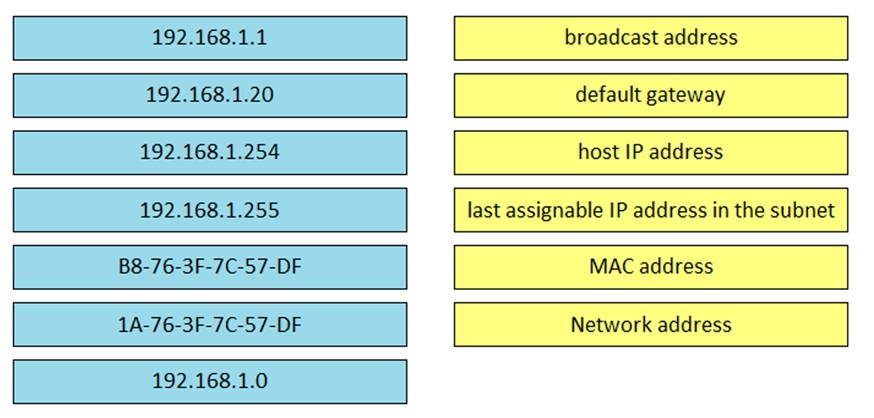 192.168.1.1
192.168.1.20
192.168.1.254
192.168.1.255
B8-76-3F-7C-57-DF
1A-76-3F-7C-57-DF
192.168.1.0
broadcast address
default gateway
host IP address
last assignable IP address in the subnet
MAC address
Network address